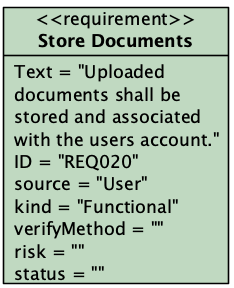 <<requirement>>
Store Documents
Text = "Uploaded
documents shall be
stored and associated
with the users account."
ID = "REQ020"
source = "User"
kind = "Functional"
verifyMethod = ""
risk = ""
status = ""